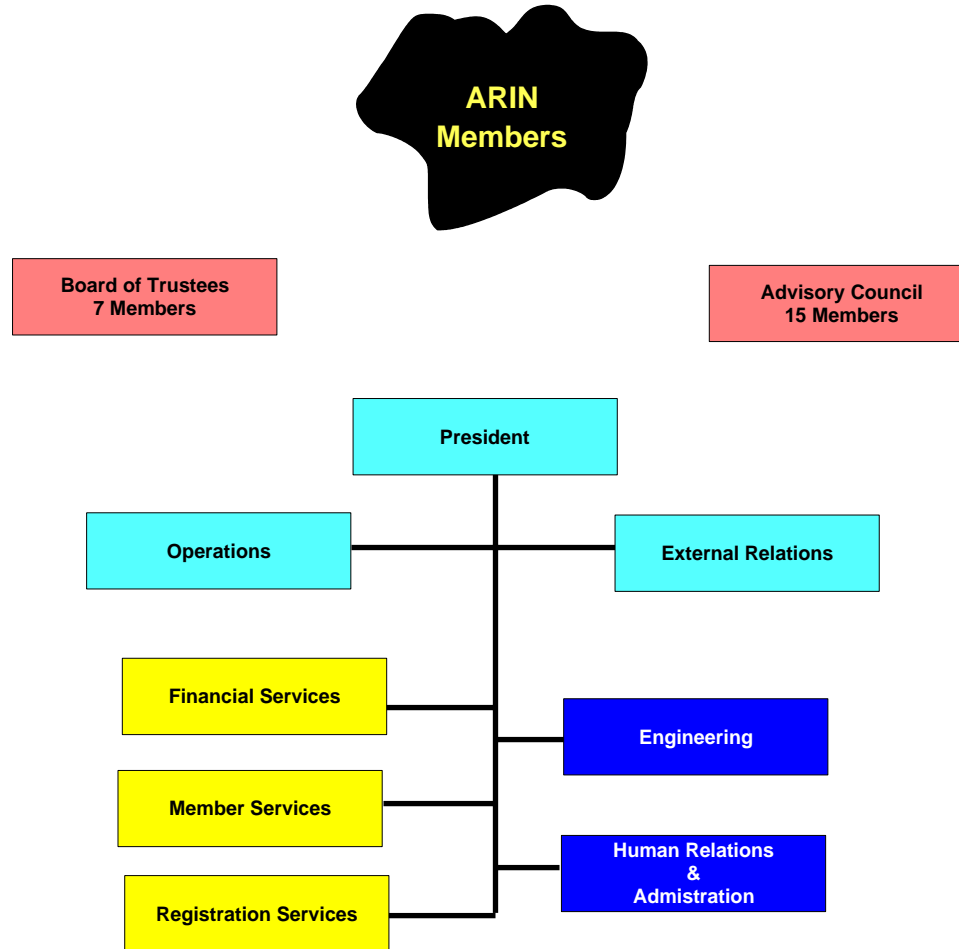 ARIN
Members
Board of Trustees
7 Members
Advisory Council
15 Members
President
Operations
External Relations
Financial Services
Engineering
Member Services
Human Relations
&
Admistration
Registration Services